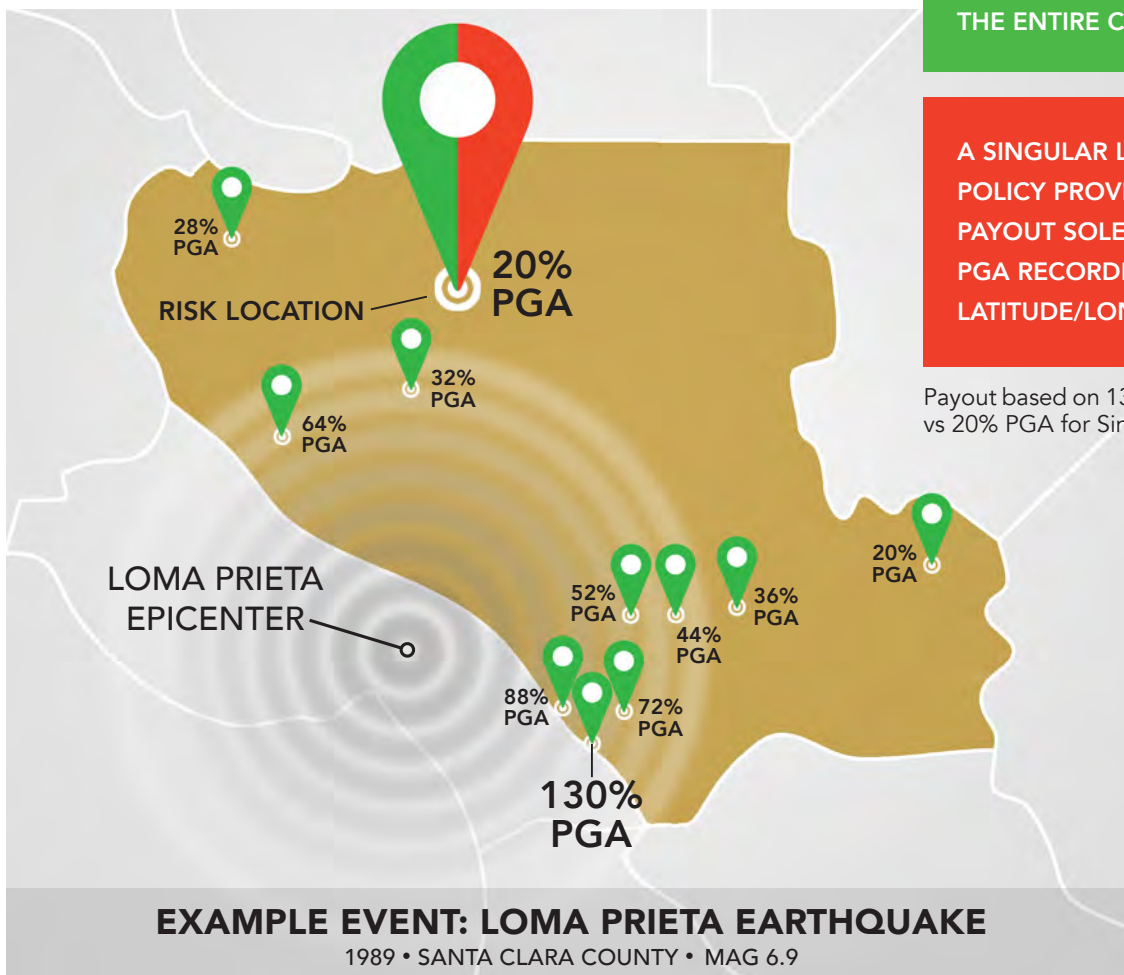 THE ENTIRE C
A SINGULAR L
POLICY PROVI
PAYOUT SOLE
PGA RECORD
LATITUDE/LO
Payout based on 13
vs 20% PGA for Sin
28%
PGA
20%
PGA
RISK LOCATION
32%
PGA
64%
PGA
LOMA PRIETA
EPICENTER
52%
PGA
44%
PGA
36%
PGA
20%
PGA
88%
PGA
72%
PGA
130%
PGA
EXAMPLE EVENT: LOMA PRIETA EARTHQUAKE
1989 • SANTA CLARA COUNTY • MAG 6.9